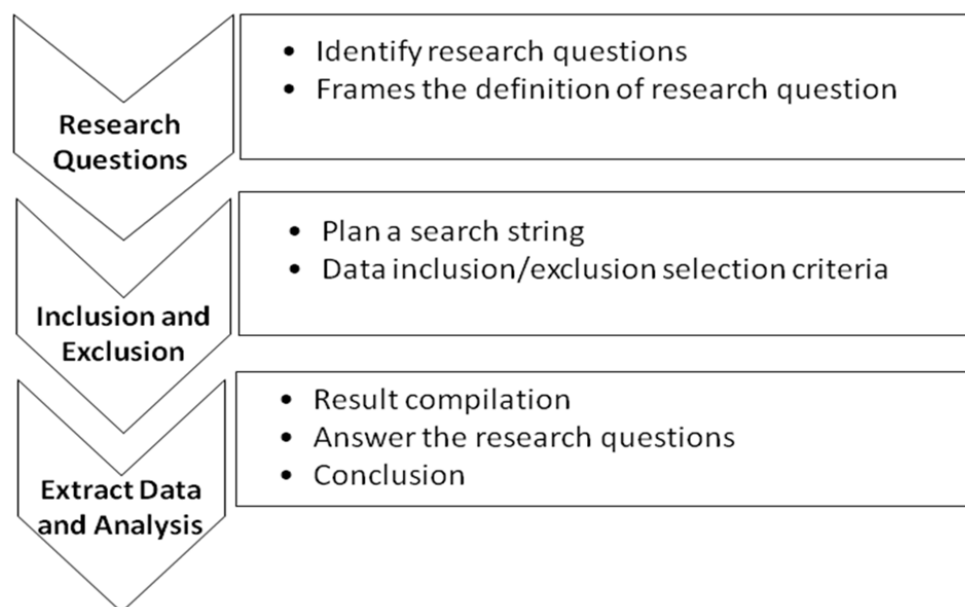 Research
Questions
• Identify research questions
• Frames the definition of research question
Inclusion and
Exclusion
• Plan a search string
• Data inclusion/exclusion selection criteria
Extract Data
and Analysis
• Result compilation
• Answer the research questions
• Conclusion